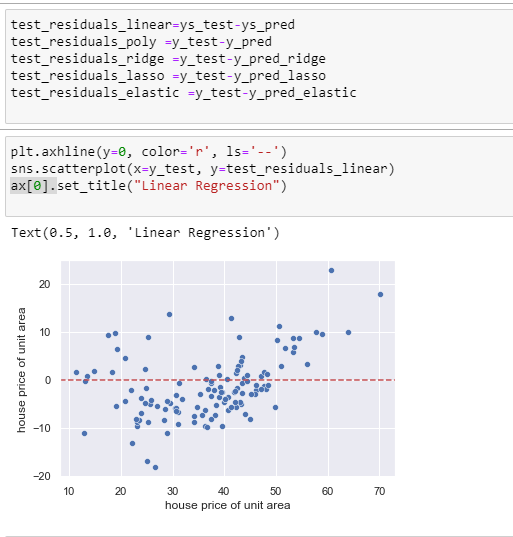 test_residuals_linear=ys_test-ys_pred
test_residuals_poly =y_test-y_pred
test_residuals_ridge =y_test-y_pred_ridge
test_residuals_lasso =y_test-y_pred_lasso
test_residuals_elastic =y_test-y_pred_elastic
plt.axhline(y=0, color='r', ls='--')
sns.scatterplot(x=y_test, y=test_residuals_linear)
ax[0].set_title("Linear Regression")
Text(0.5, 1.0, 'Linear Regression')
house price of unit area
20
10
0
−10
−20
10 20 30 40 50 60 70
house price of unit area